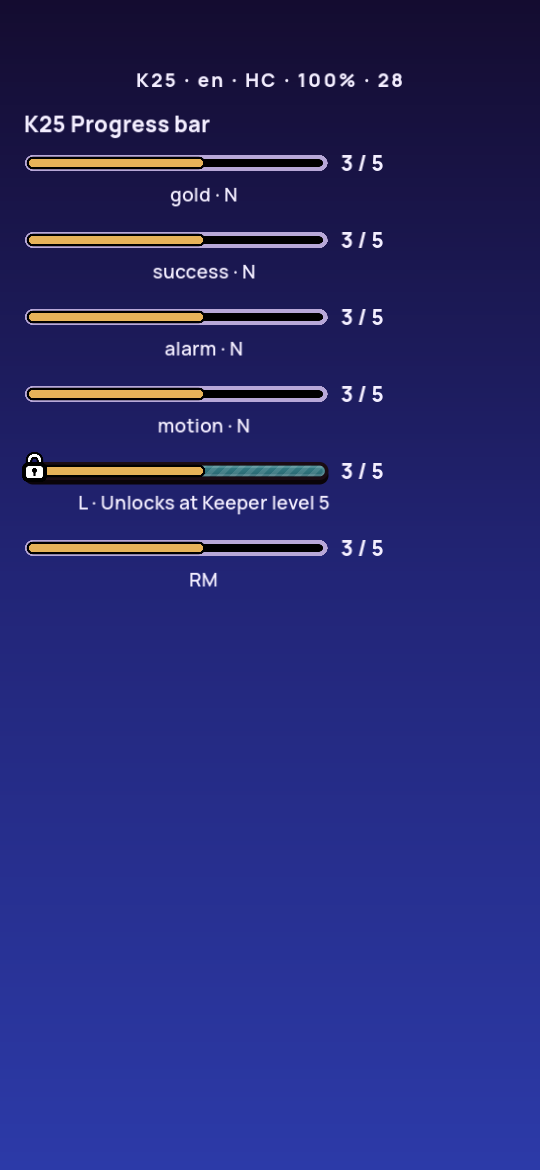 K25 · en · HC · 100% · 28
K25 Progress bar
3 / 5
gold · N
3 / 5
success · N
3 / 5
alarm · N
3 / 5
motion · N
3 / 5
L · Unlocks at Keeper level 5
3 / 5
RM